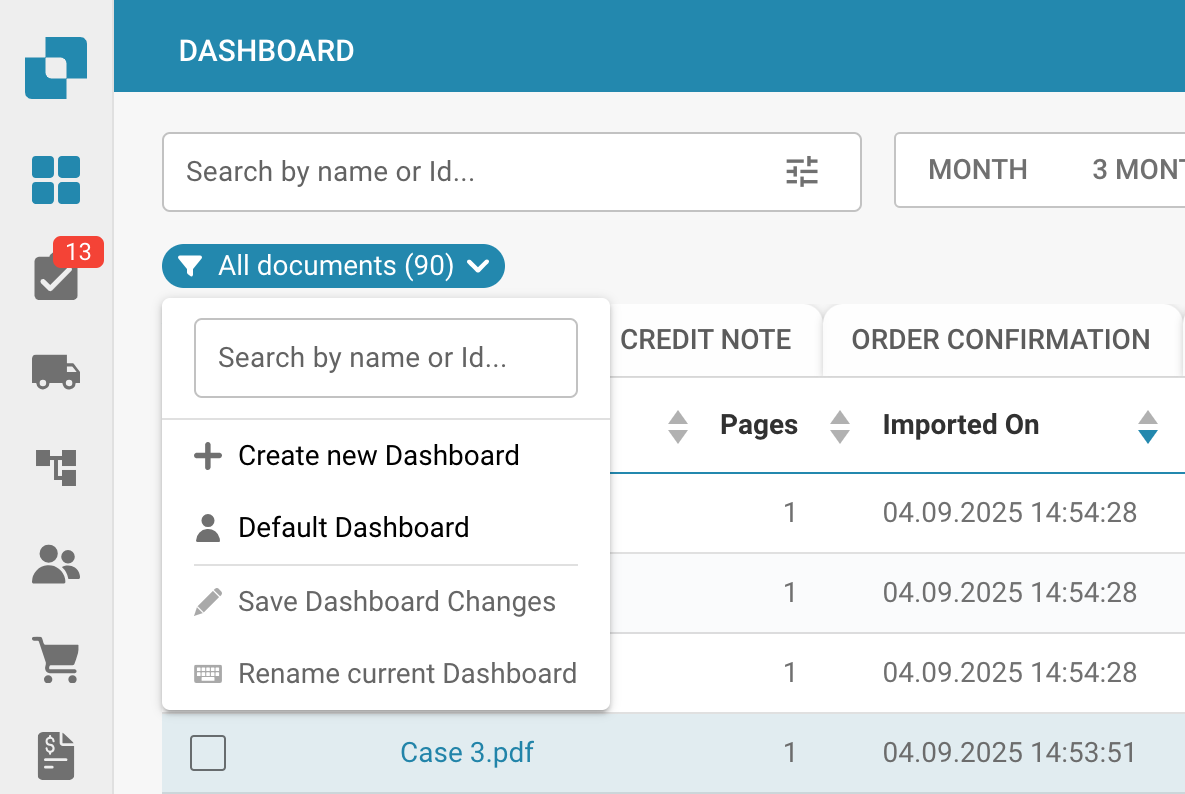 DASHBOARD
Search by name or Id...
MONTH
3 MONT
13
All documents (90)
Search by name or Id...
CREDIT NOTE
ORDER CONFIRMATION
Pages
Imported On
Create new Dashboard
1
04.09.2025 14:54:28
Default Dashboard
1
04.09.2025 14:54:28
Save Dashboard Changes
1
04.09.2025 14:54:28
Rename current Dashboard
Case 3.pdf
1
04.09.2025 14:53:51